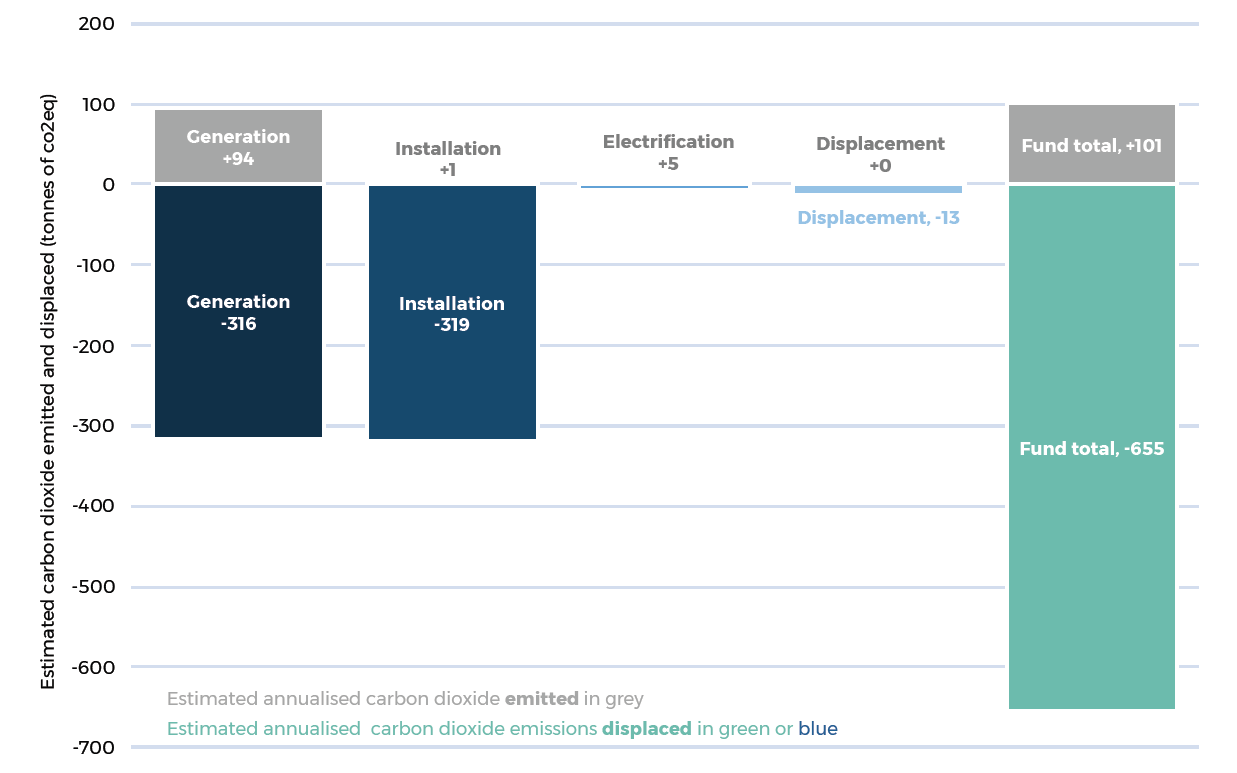 200
100
0
-100
-200
-300
-400
-500
-600
-700
Estimated carbon dioxide emitted and displaced (tonnes of co2eq)
Generation
+94
Installation
+1
Electrification
+5
Displacement
+0
Fund total, +101
Generation
-316
Installation
-319
Displacement, -13
Fund total, -655
Estimated annualised carbon dioxide emitted in grey
Estimated annualised carbon dioxide emissions displaced in green or blue